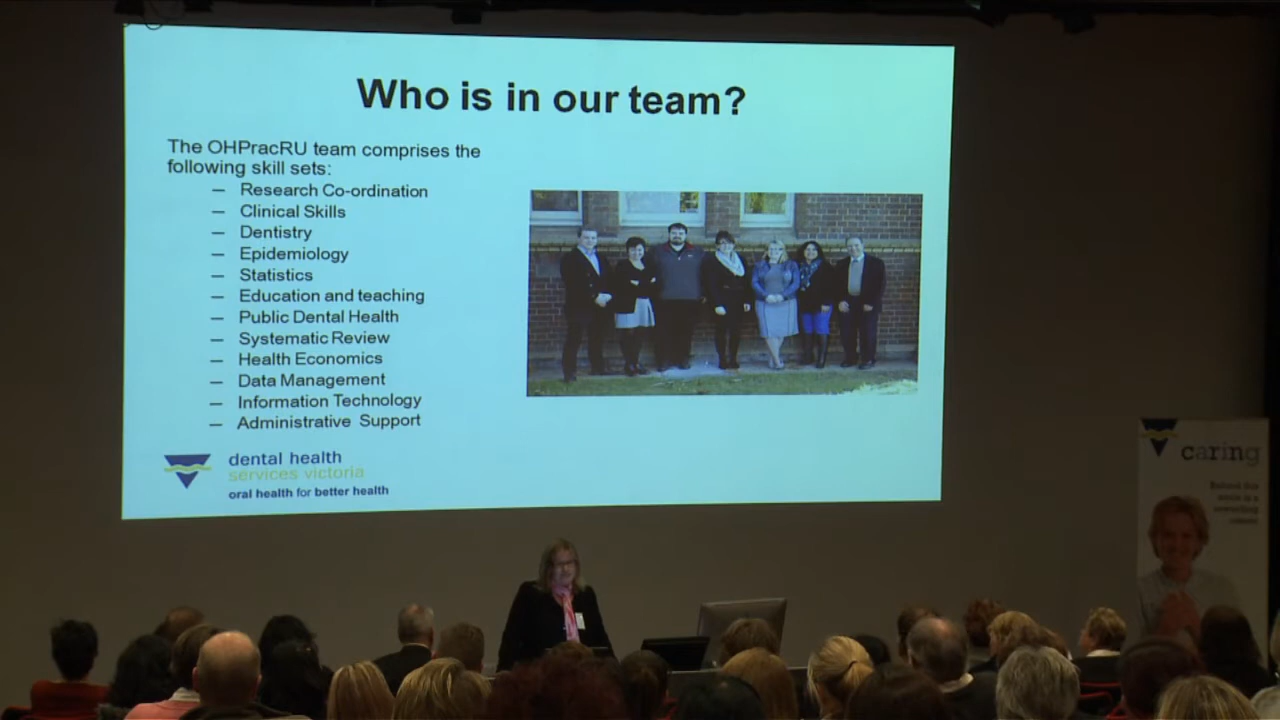 Who is in our team?
The OHPracRU team comprises the
following skill sets:
– Research Co-ordination
– Clinical Skills
– Dentistry
– Epidemiology
– Statistics
– Education and teaching
– Public Dental Health
– Systematic Review
– Health Economics
– Data Management
– Information Technology
– Administrative Support
dental health
services victoria
oral health for better health
caring